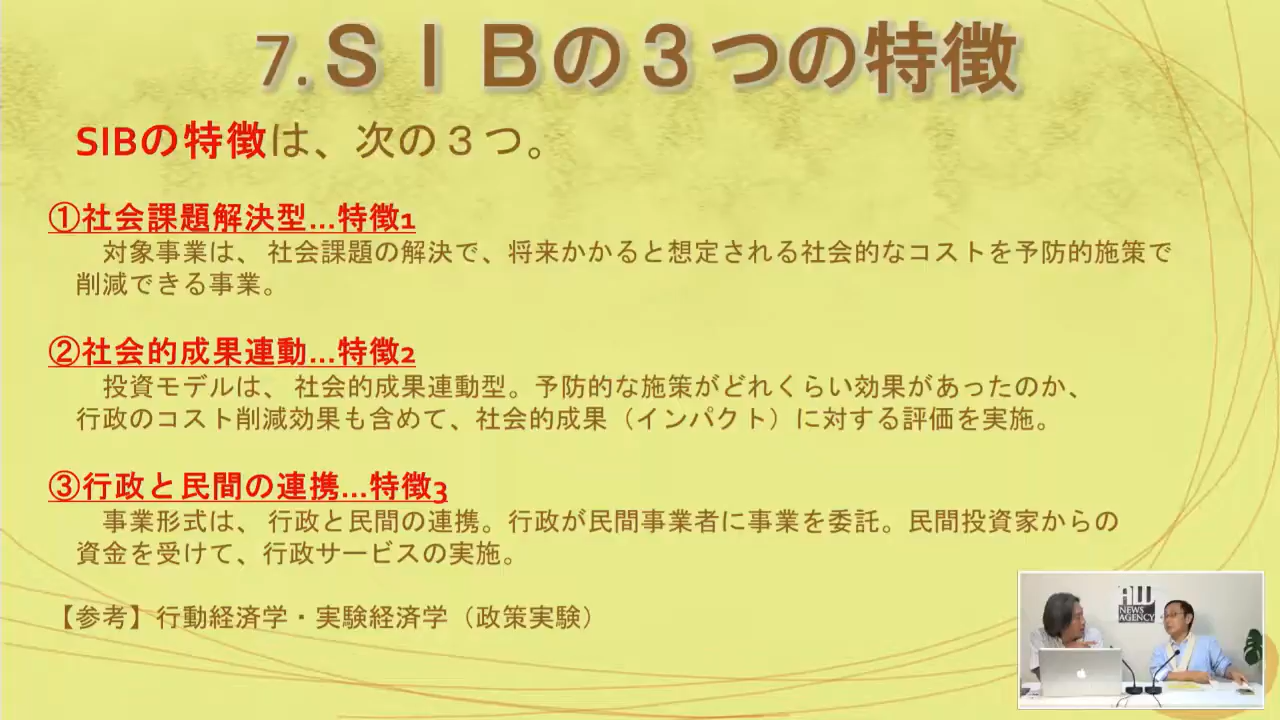 7.ＳＩＢの３つの特徴
SIBの特徴は、次の３つ。
①社会課題解決型…特徴1
対象事業は、 社会課題の解決で、将来かかると想定される社会的なコストを予防的施策で
削減できる事業。
②社会的成果連動…特徴2
投資モデルは、 社会的成果連動型。予防的な施策がどれくらい効果があったのか、
行政のコスト削減効果も含めて、社会的成果（インパクト）に対する評価を実施。
③行政と民間の連携…特徴3
事業形式は、 行政と民間の連携。行政が民間事業者に事業を委託。民間投資家からの
資金を受けて、行政サービスの実施。
【参考】行動経済学・実験経済学（政策実験）
NEWS
AGENCY